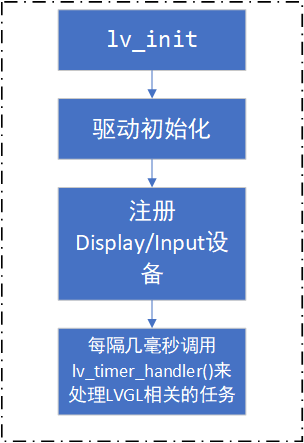 lv_init
驱动初始化
注册
Display/Input设
备
每隔几毫秒调用
lv_timer_handler()来
处理LVGL相关的任务